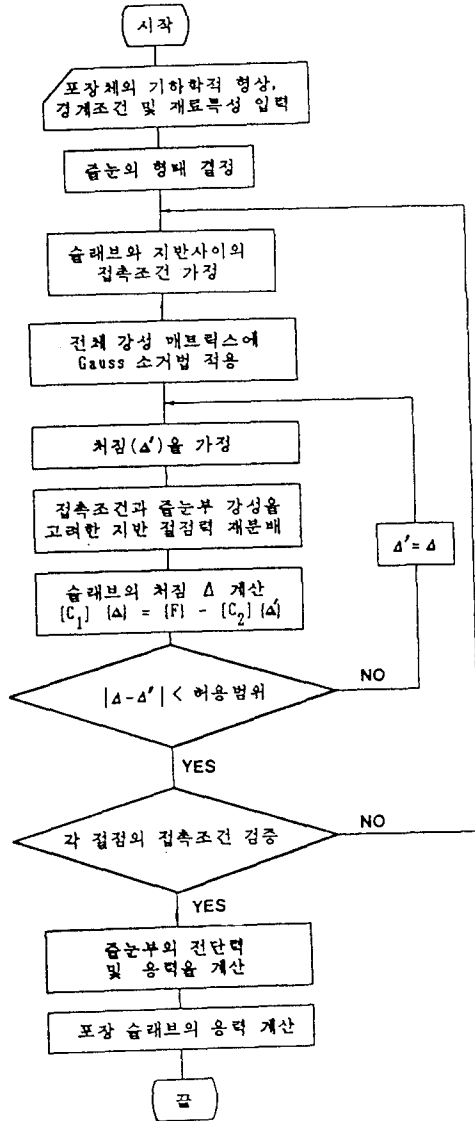 시작
포장체의 기하학적 형상,
경계조건 및 재료특성 입력
줄눈의 형태 결정
슬래브와 지반사이의
접촉조건 가정
전체 강성 매트릭스에
Gauss 소거법 적용
처짐(Δ')을 가정
접촉조건과 줄눈부 강성을
고려한 지반 절점력 재분배
Δ' = Δ
슬래브의 처짐 Δ 계산
[C₁] {Δ} = {F} - [C₂] {Δ'}
|Δ-Δ'| < 허용범위
NO
YES
각 절점의 접촉조건 검증
NO
YES
줄눈부의 전단력
및 응력을 계산
포장 슬래브의 응력 계산
끝